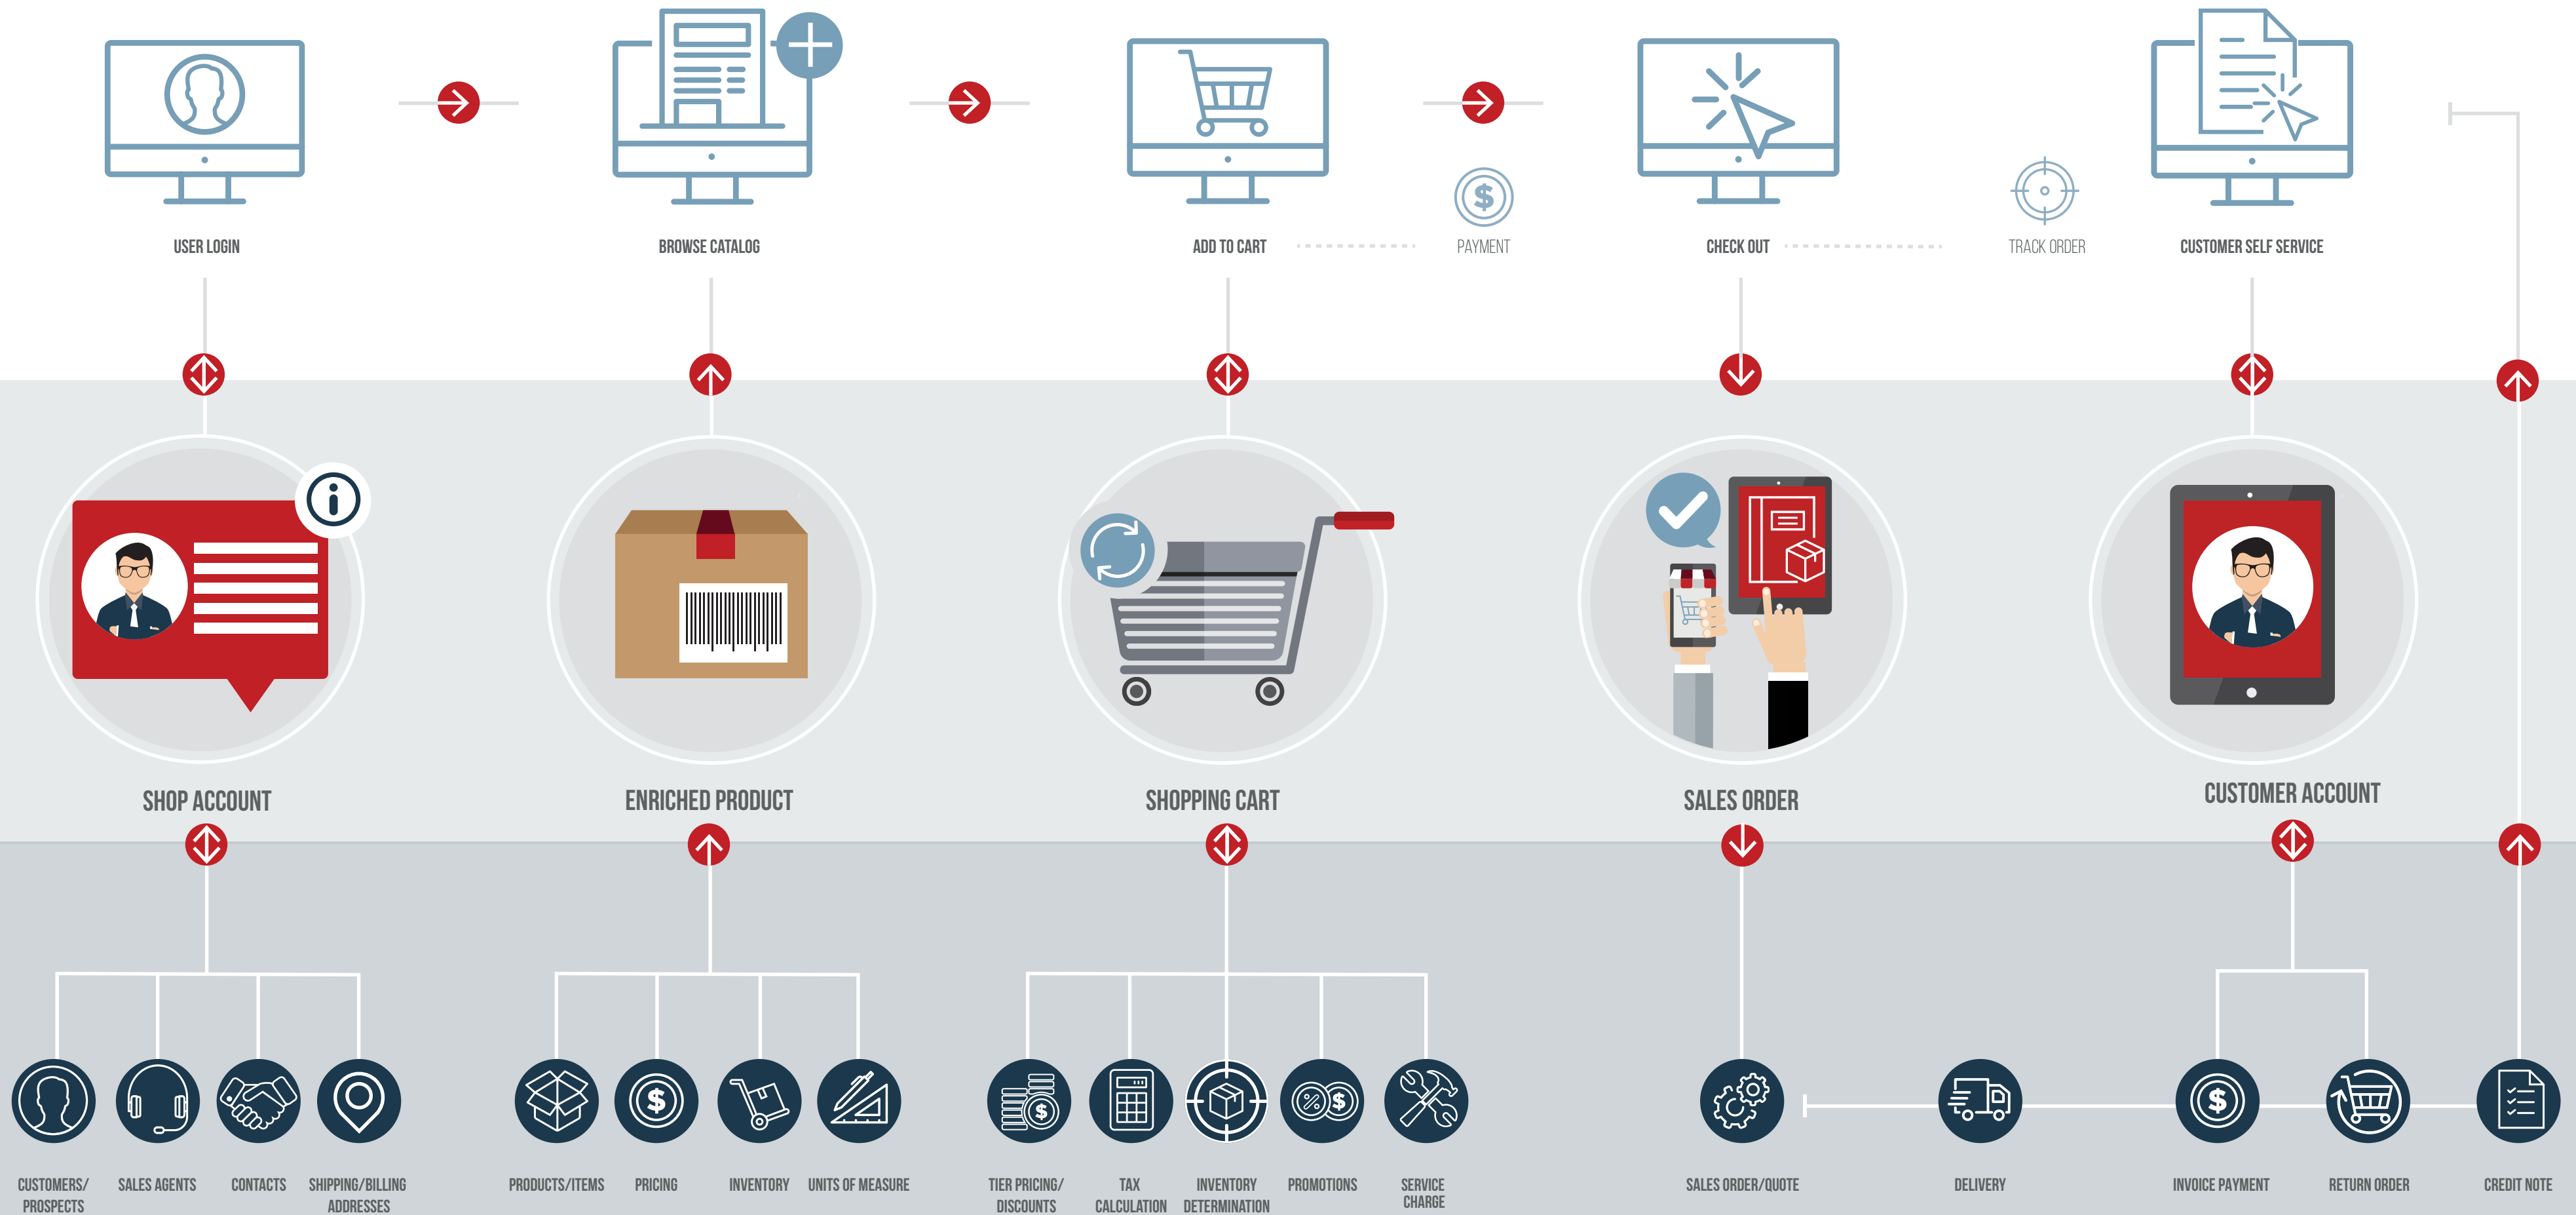 USER LOGIN
BROWSE CATALOG
ADD TO CART
PAYMENT
CHECK OUT
TRACK ORDER
CUSTOMER SELF SERVICE
SHOP ACCOUNT
ENRICHED PRODUCT
SHOPPING CART
SALES ORDER
CUSTOMER ACCOUNT
CUSTOMERS/
PROSPECTS
SALES AGENTS
CONTACTS
SHIPPING/BILLING
ADDRESSES
PRODUCTS/ITEMS
PRICING
INVENTORY
UNITS OF MEASURE
TIER PRICING/
DISCOUNTS
TAX
CALCULATION
INVENTORY
DETERMINATION
PROMOTIONS
SERVICE
CHARGE
SALES ORDER/QUOTE
DELIVERY
INVOICE PAYMENT
RETURN ORDER
CREDIT NOTE